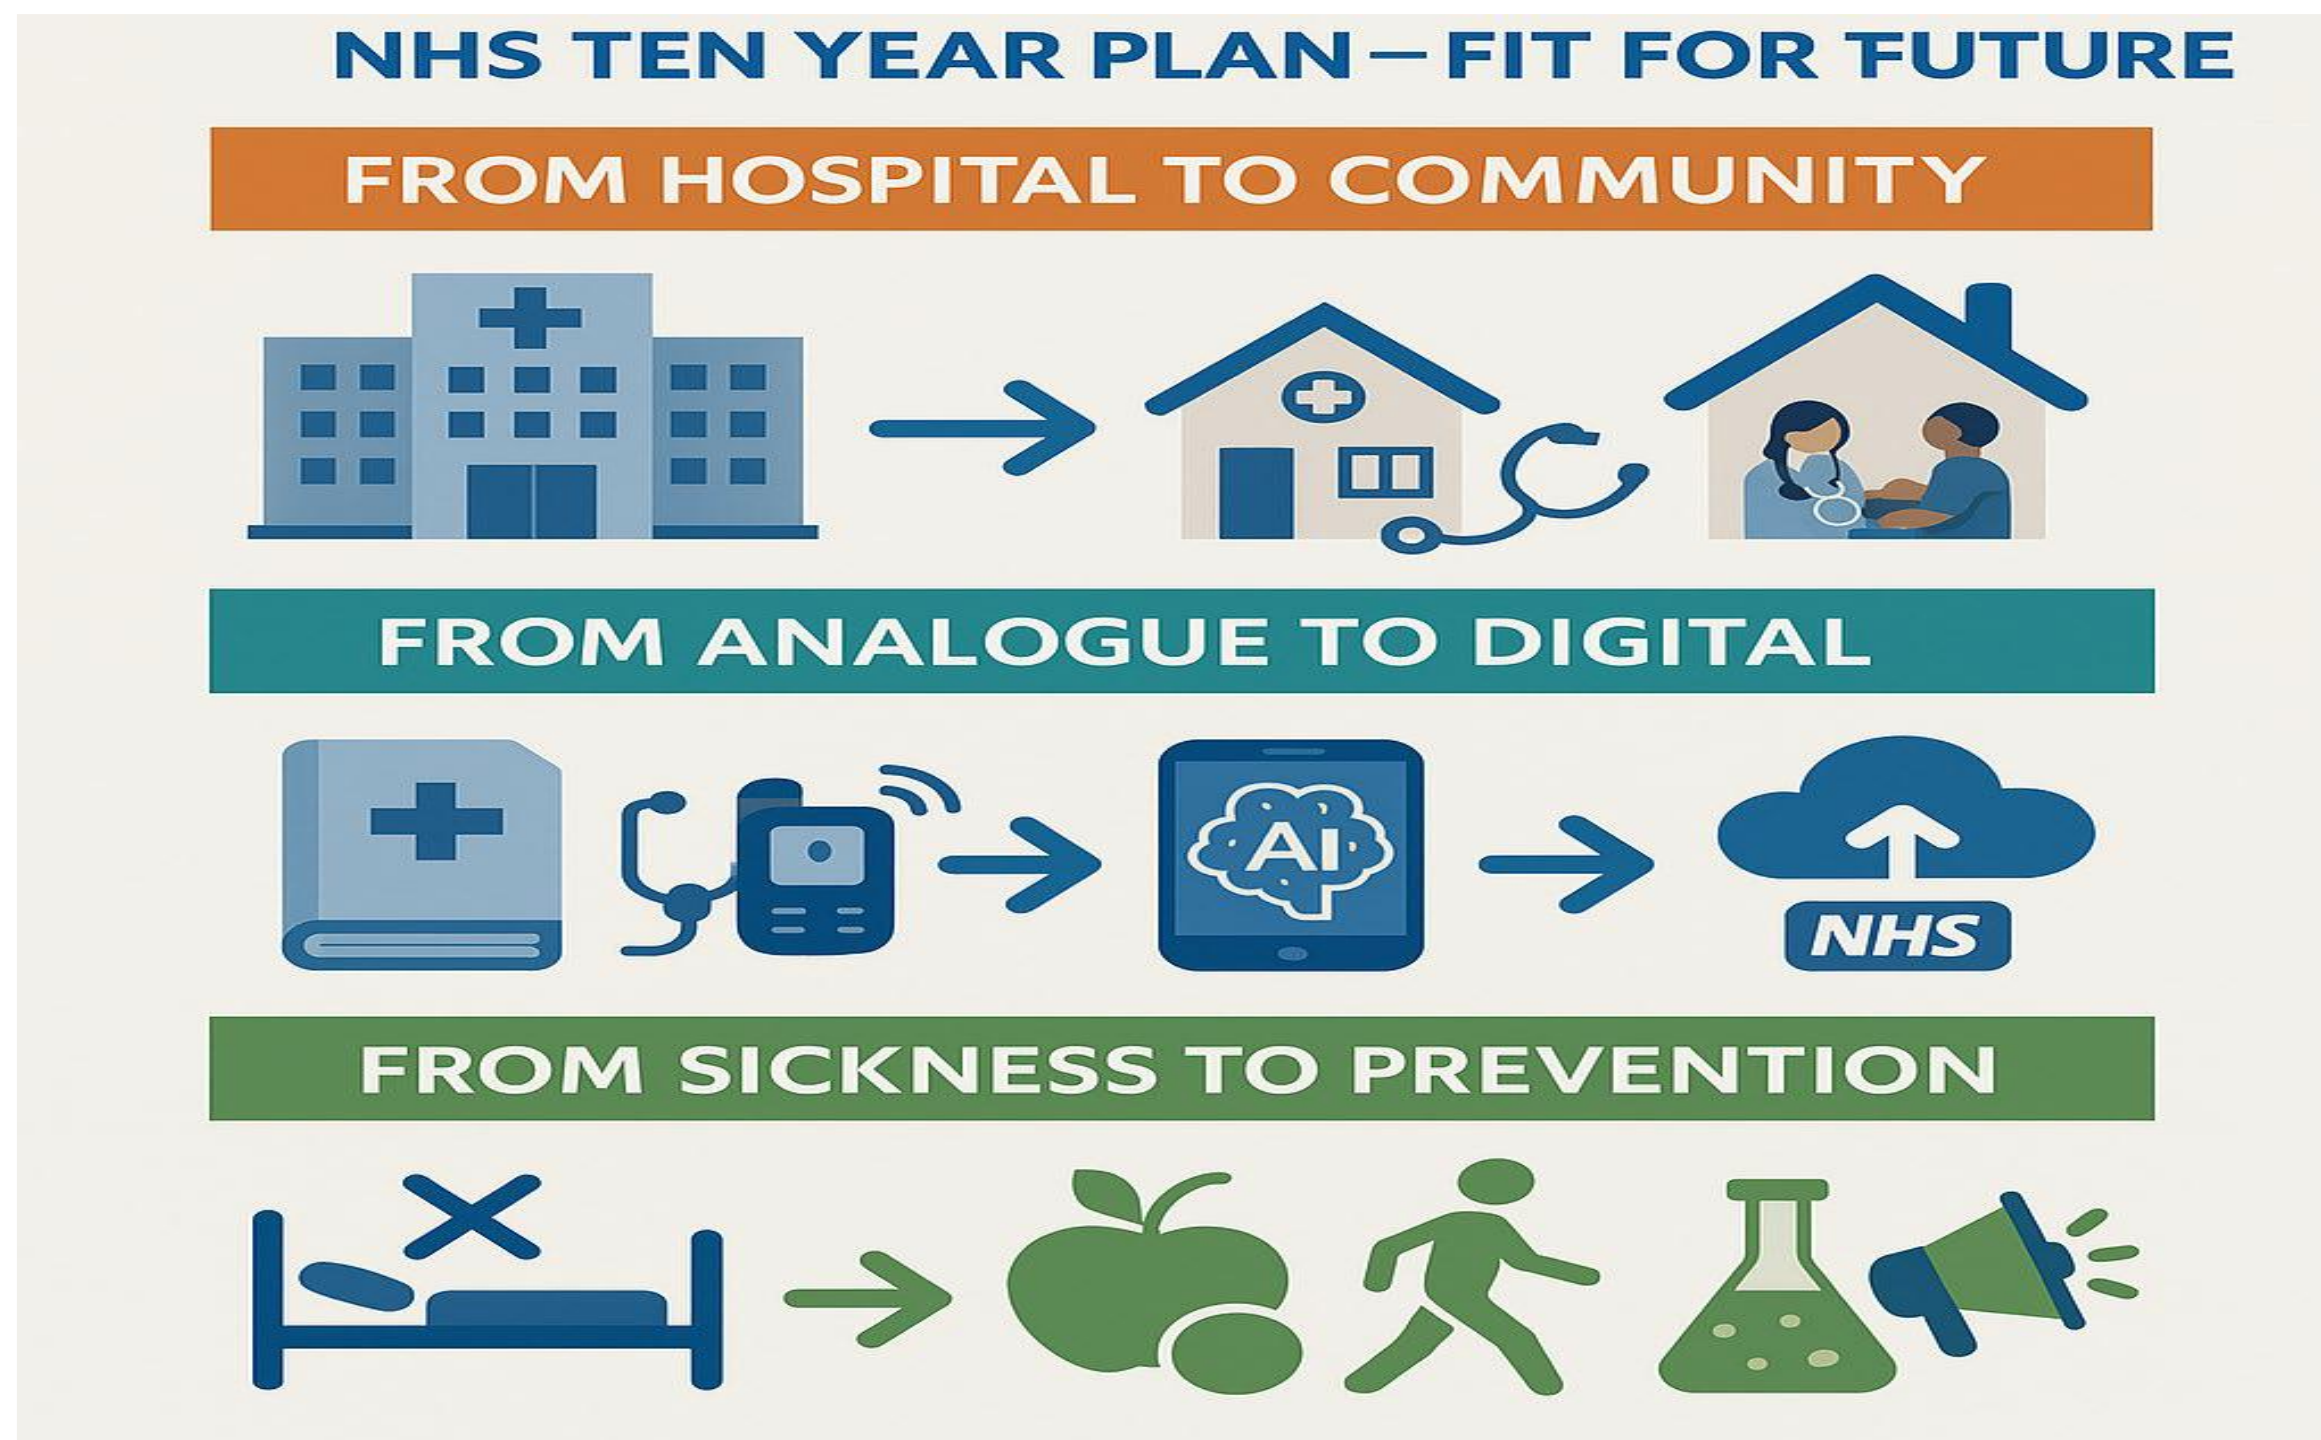 NHS TEN YEAR PLAN—FIT FOR FUTURE
FROM HOSPITAL TO COMMUNITY
FROM ANALOGUE TO DIGITAL
AI
NHS
FROM SICKNESS TO PREVENTION